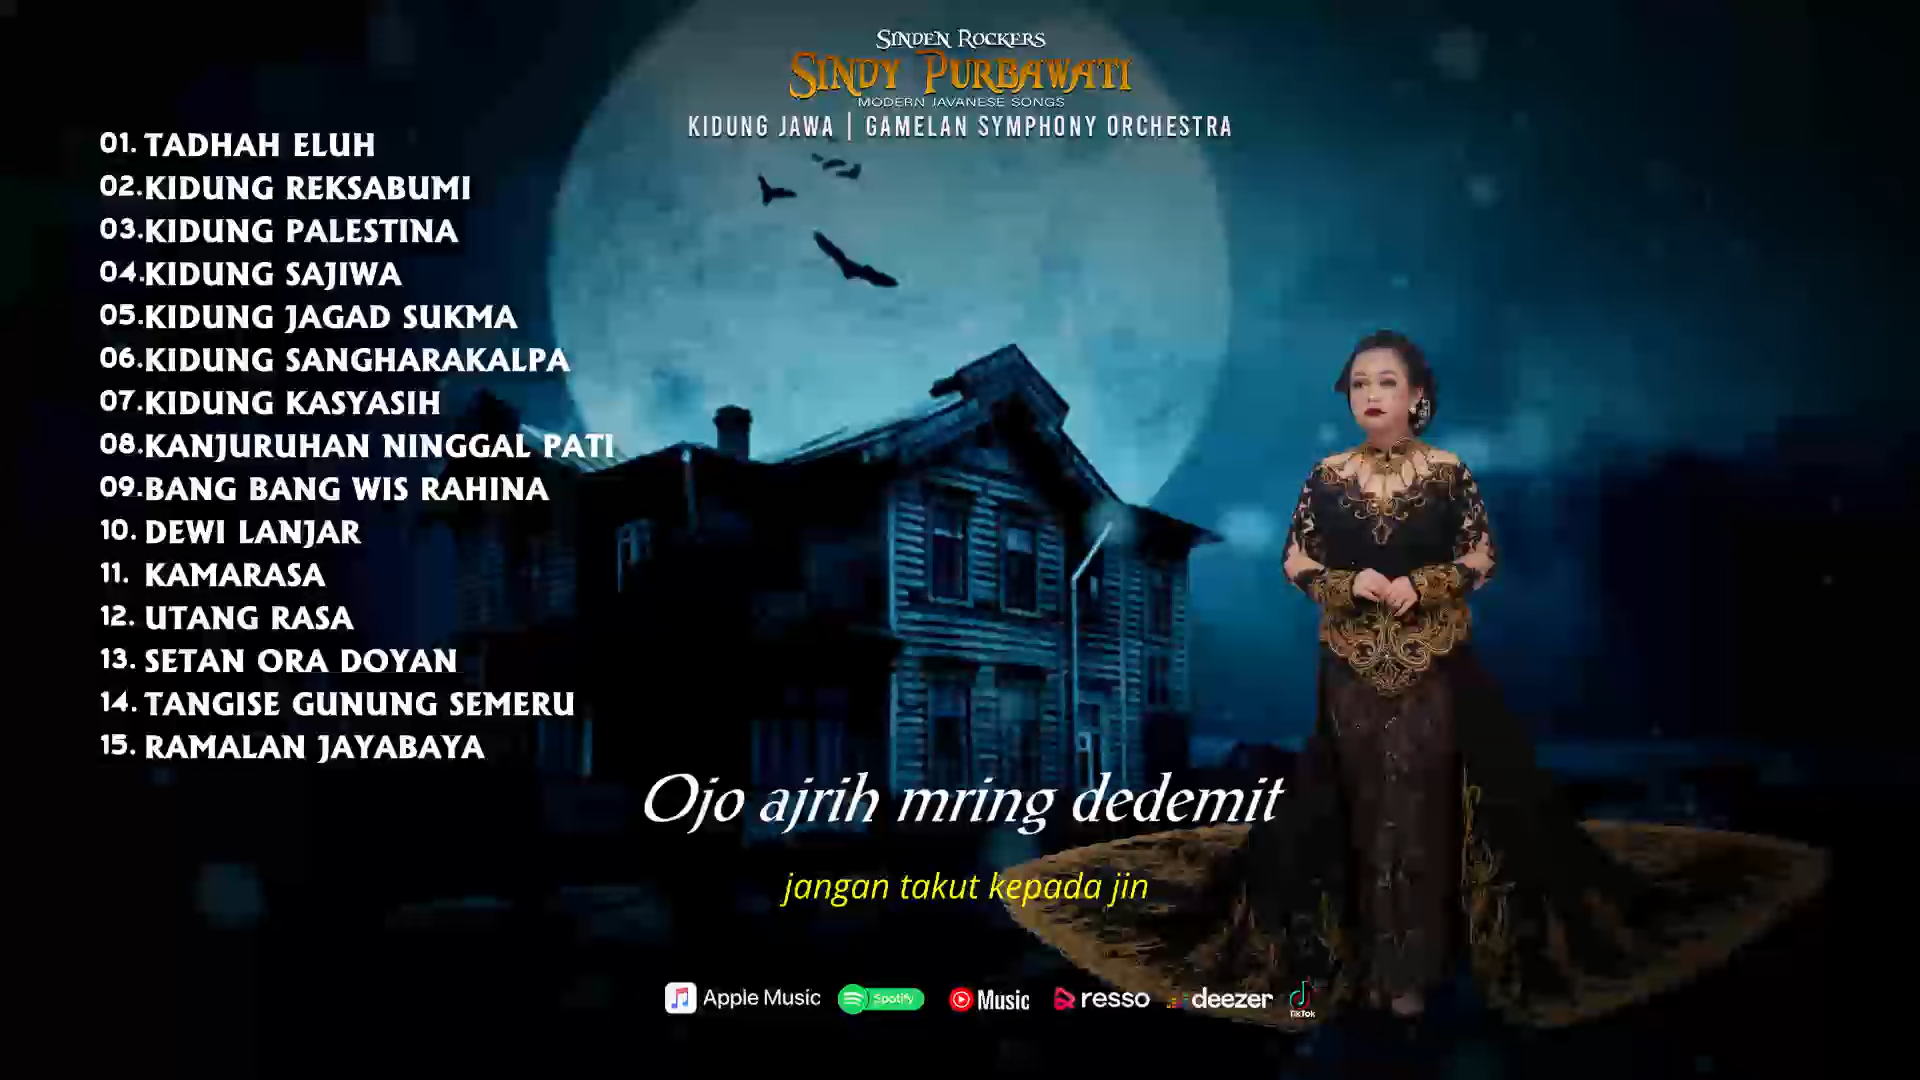 SINDEN ROCKERS
SINDY PURBAWATI
MODERN JAVANESE SONGS
KIDUNG JAWA | GAMELAN SYMPHONY ORCHESTRA
01. TADHAH ELUH
02. KIDUNG REKSABUMI
03. KIDUNG PALESTINA
04. KIDUNG SAJIWA
05. KIDUNG JAGAD SUKMA
06. KIDUNG SANGHARAKALPA
07. KIDUNG KASYASIH
08. KANJURUHAN NINGGAL PATI
09. BANG BANG WIS RAHINA
10. DEWI LANJAR
11. KAMARASA
12. UTANG RASA
13. SETAN ORA DOYAN
14. TANGISE GUNUNG SEMERU
15. RAMALAN JAYABAYA
Ojo ajrih mring dedemit
jangan takut kepada jin
Apple Music Spotify Music resso deezer TikTok